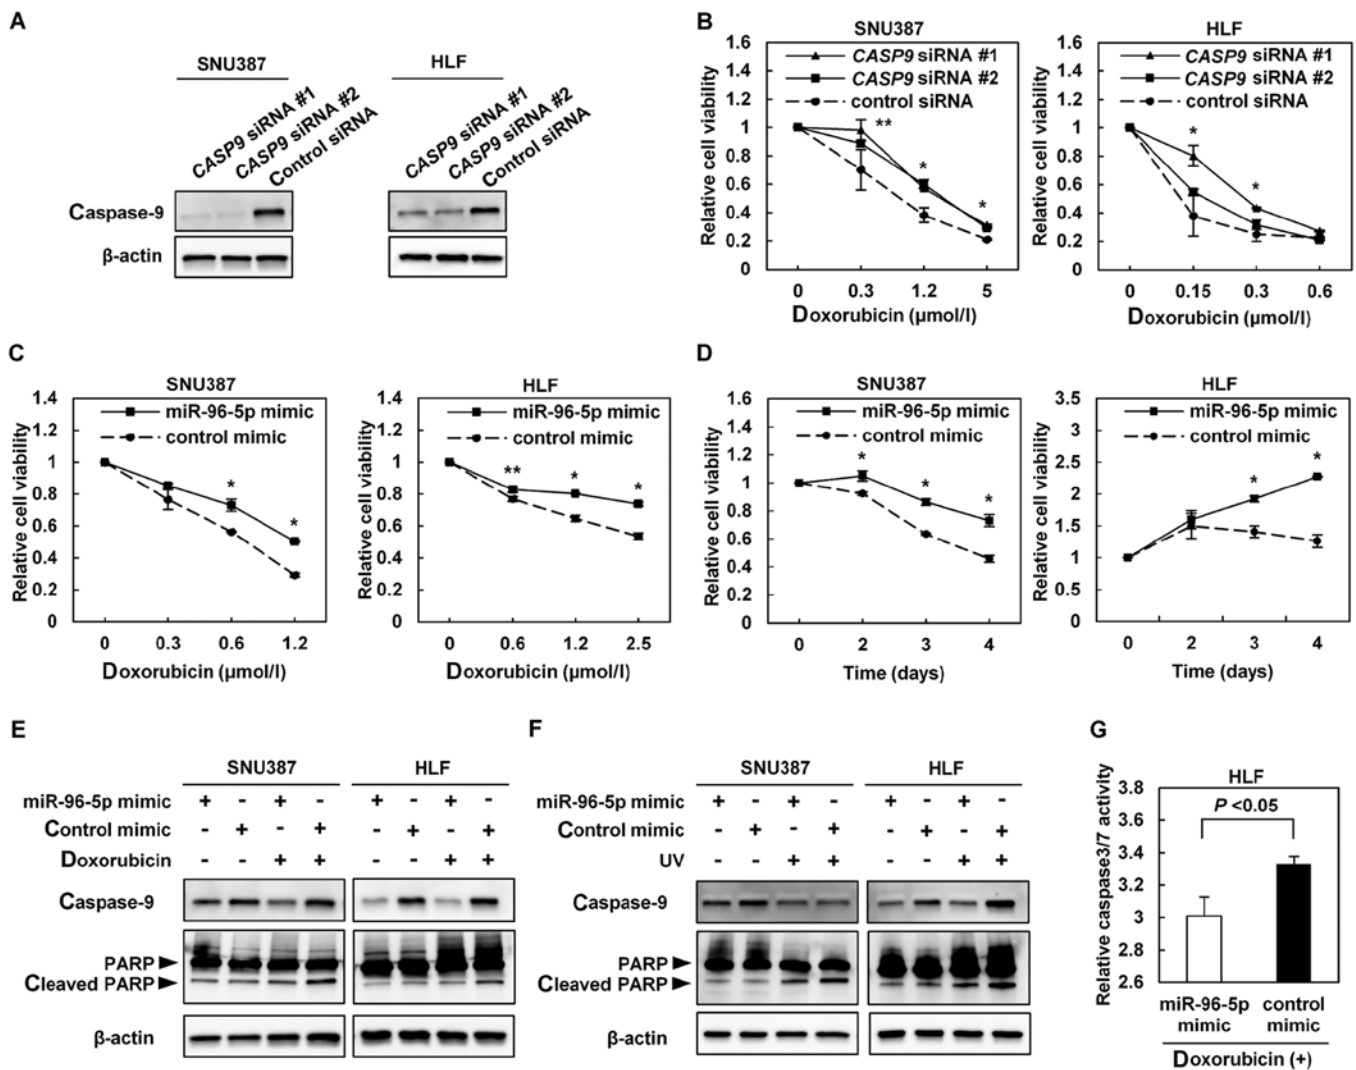 A
SNU387
HLF
CASP9 siRNA #1
CASP9 siRNA #2
Control siRNA
CASP9 siRNA #1
CASP9 siRNA #2
Control siRNA
Caspase-9
β-actin
B
SNU387
Relative cell viability
1.6
1.4
1.2
1
0.8
0.6
0.4
0.2
0
CASP9 siRNA #1
CASP9 siRNA #2
control siRNA
**
*
*
0 0.3 1.2 5
Doxorubicin (µmol/l)
HLF
Relative cell viability
1.6
1.4
1.2
1
0.8
0.6
0.4
0.2
0
CASP9 siRNA #1
CASP9 siRNA #2
control siRNA
*
*
0 0.15 0.3 0.6
Doxorubicin (µmol/l)
C
SNU387
Relative cell viability
1.4
1.2
1
0.8
0.6
0.4
0.2
0
miR-96-5p mimic
control mimic
*
*
0 0.3 0.6 1.2
Doxorubicin (µmol/l)
HLF
Relative cell viability
1.4
1.2
1
0.8
0.6
0.4
0.2
0
miR-96-5p mimic
control mimic
** * *
0 0.6 1.2 2.5
Doxorubicin (µmol/l)
D
SNU387
Relative cell viability
1.6
1.4
1.2
1
0.8
0.6
0.4
0.2
0
miR-96-5p mimic
control mimic
* * *
0 2 3 4
Time (days)
HLF
Relative cell viability
3.5
3
2.5
2
1.5
1
0.5
0
miR-96-5p mimic
control mimic
* *
0 2 3 4
Time (days)
E
SNU387 HLF
miR-96-5p mimic + - + - + - + -
Control mimic - + - + - + - +
Doxorubicin - - + + - - + +
Caspase-9
PARP
Cleaved PARP
β-actin
F
SNU387 HLF
miR-96-5p mimic + - + - + - + -
Control mimic - + - + - + - +
UV - - + + - - + +
Caspase-9
PARP
Cleaved PARP
β-actin
G
HLF
Relative caspase3/7 activity
3.8
3.6
3.4
3.2
3
2.8
2.6
P <0.05
miR-96-5p mimic
control mimic
Doxorubicin (+)